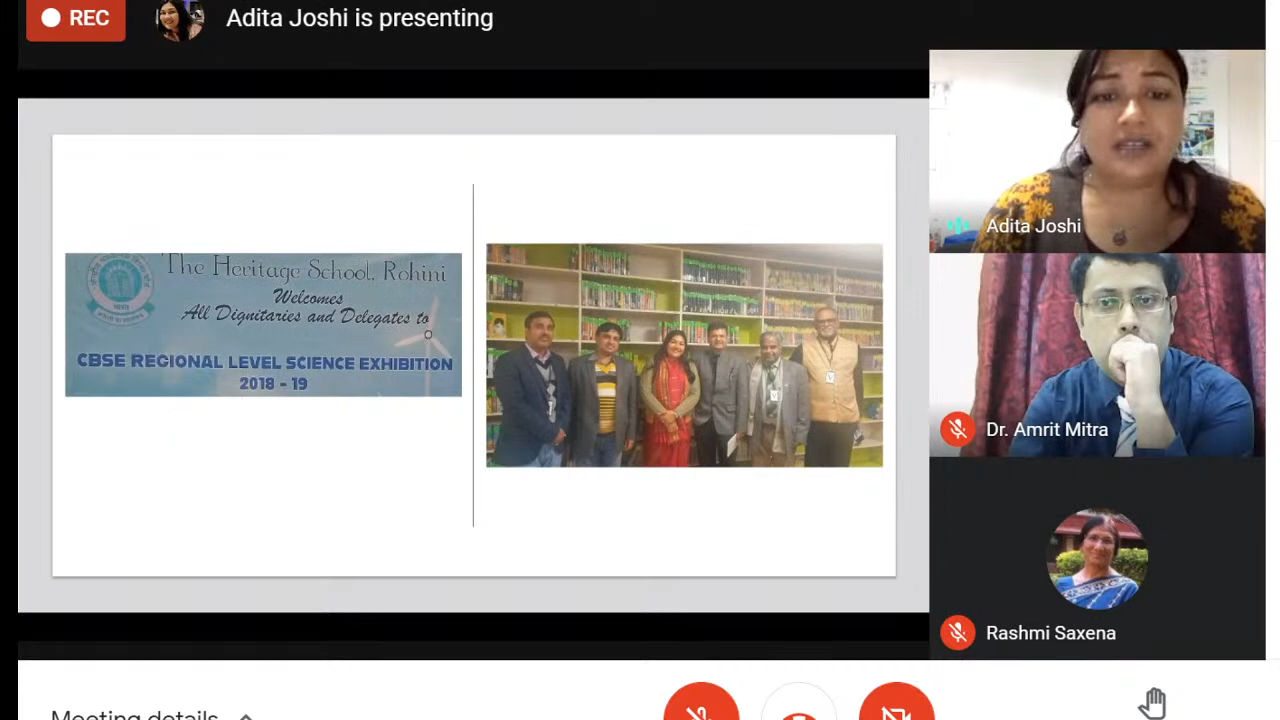 REC
Adita Joshi is presenting
The Heritage School, Rohini
Welcomes
All Dignitaries and Delegates to
CBSE REGIONAL LEVEL SCIENCE EXHIBITION
2018 - 19
भारत
Adita Joshi
Dr. Amrit Mitra
Rashmi Saxena
Meeting details